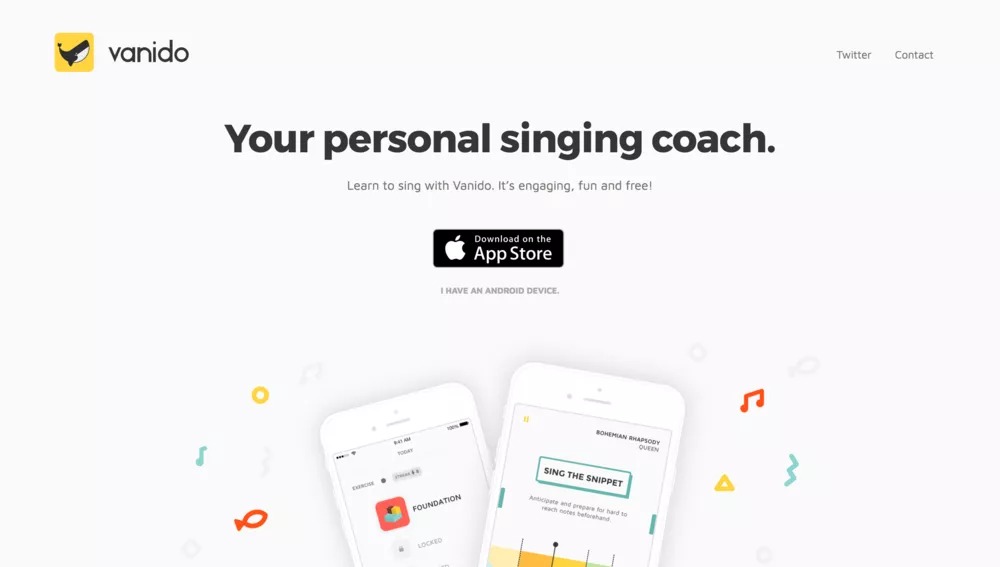 vanido
Twitter
Contact
Your personal singing coach.
Learn to sing with Vanido. It's engaging, fun and free!
Download on the
App Store
I HAVE AN ANDROID DEVICE.
9:41 AM
100%
TODAY
EXERCISE
STREAK
FOUNDATION
LOCKED
BOHEMIAN RHAPSODY
QUEEN
SING THE SNIPPET
Anticipate and prepare for hard to
reach notes beforehand.